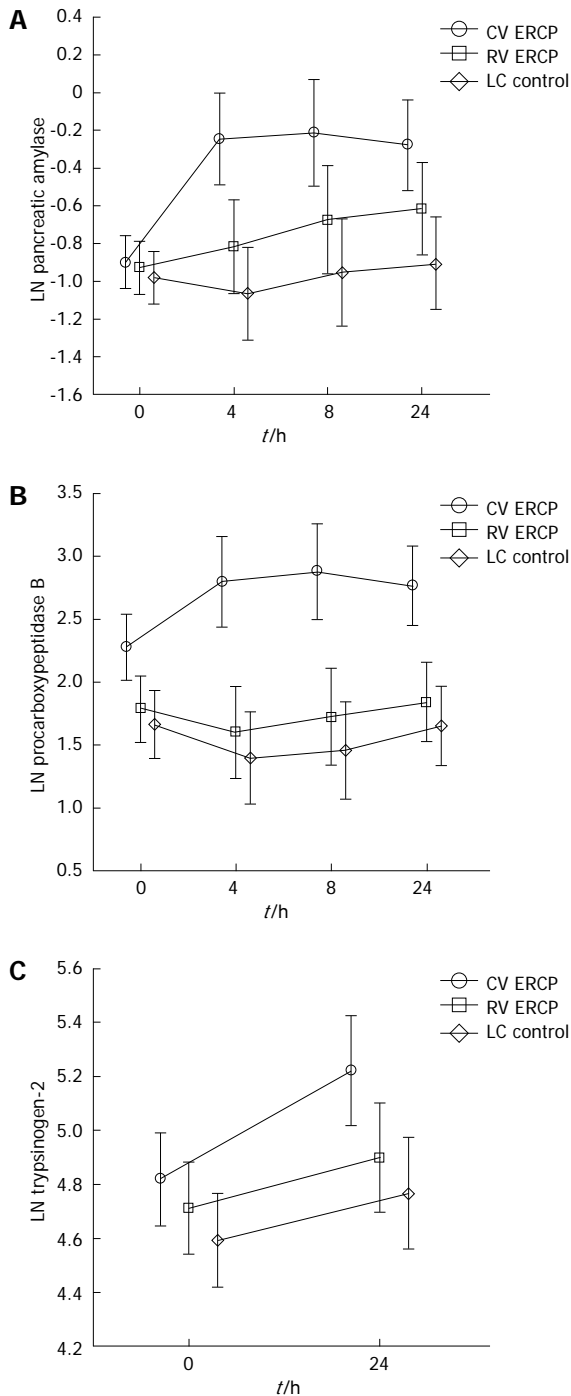 A
CV ERCP
RV ERCP
LC control
LN pancreatic amylase
0.4
0.2
0
-0.2
-0.4
-0.6
-0.8
-1.0
-1.2
-1.4
-1.6
0 4 8 24
t/h
B
CV ERCP
RV ERCP
LC control
LN procarboxypeptidase B
3.5
3.0
2.5
2.0
1.5
1.0
0.5
0 4 8 24
t/h
C
CV ERCP
RV ERCP
LC control
LN trypsinogen-2
5.6
5.4
5.2
5.0
4.8
4.6
4.4
4.2
0 24
t/h